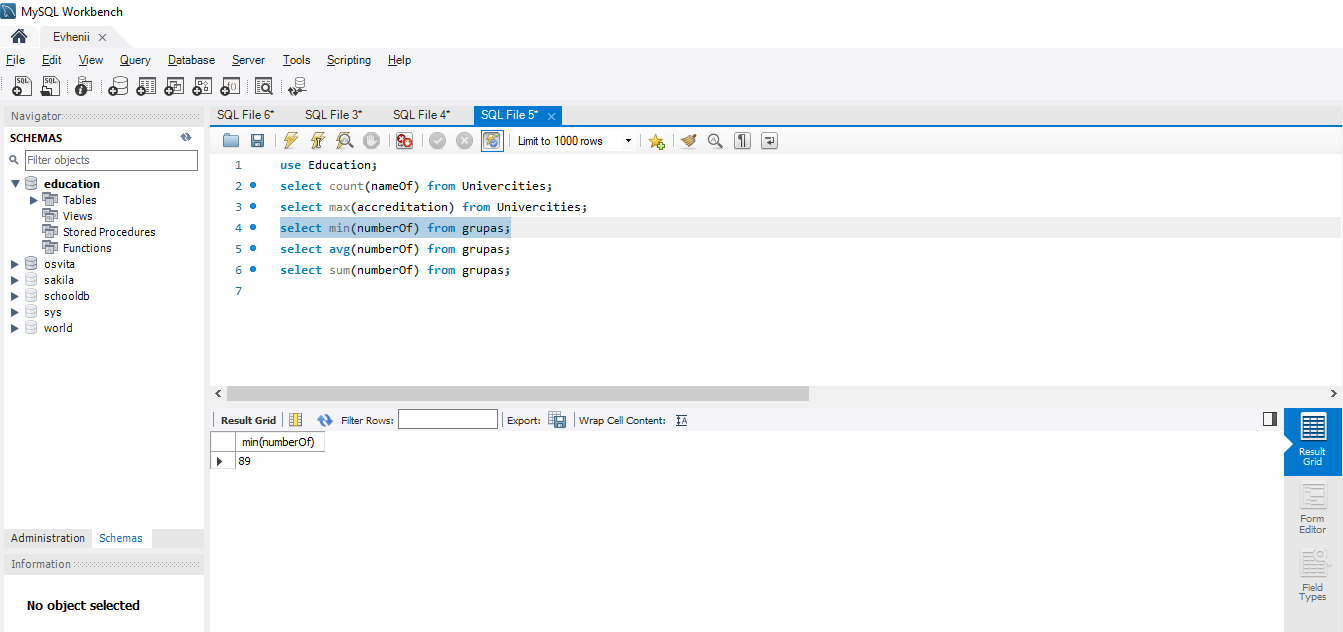 MySQL Workbench
Evhenii
File Edit View Query Database Server Tools Scripting Help
Navigator
SCHEMAS
Filter objects
education
Tables
Views
Stored Procedures
Functions
osvita
sakila
schooldb
sys
world
Administration Schemas
Information
No object selected
SQL File 6* SQL File 3* SQL File 4* SQL File 5*
Limit to 1000 rows
1 use Education;
2 select count(nameOf) from Univercities;
3 select max(accreditation) from Univercities;
4 select min(numberOf) from grupas;
5 select avg(numberOf) from grupas;
6 select sum(numberOf) from grupas;
7
Result Grid Filter Rows: Export: Wrap Cell Content:
min(numberOf)
89
Result
Grid
Form
Editor
Field
Types